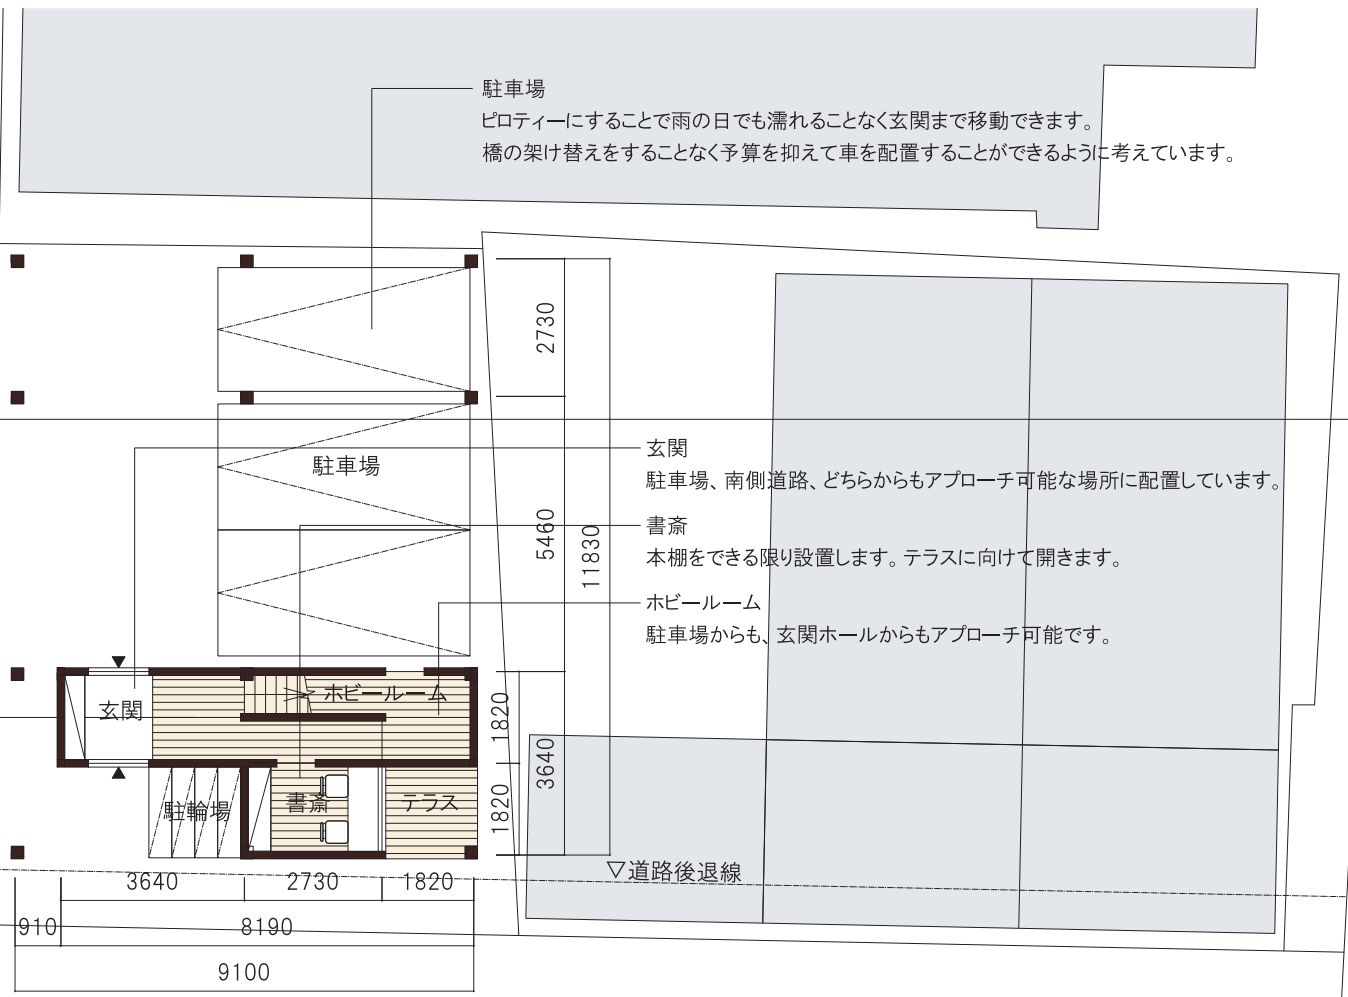 駐車場
ピロティーにすることで雨の日でも濡れることなく玄関まで移動できます。
橋の架け替えをすることなく予算を抑えて車を配置することができるように考えています。
2730
玄関
駐車場
駐車場、南側道路、どちらからもアプローチ可能な場所に配置しています。
書斎
5460
11830
本棚をできる限り設置します。テラスに向けて開きます。
ホビールーム
駐車場からも、玄関ホールからもアプローチ可能です。
ホビールーム
玄関
1820
3640
駐輪場
書斎
テラス
1820
▽道路後退線
3640
2730
1820
910
8190
9100